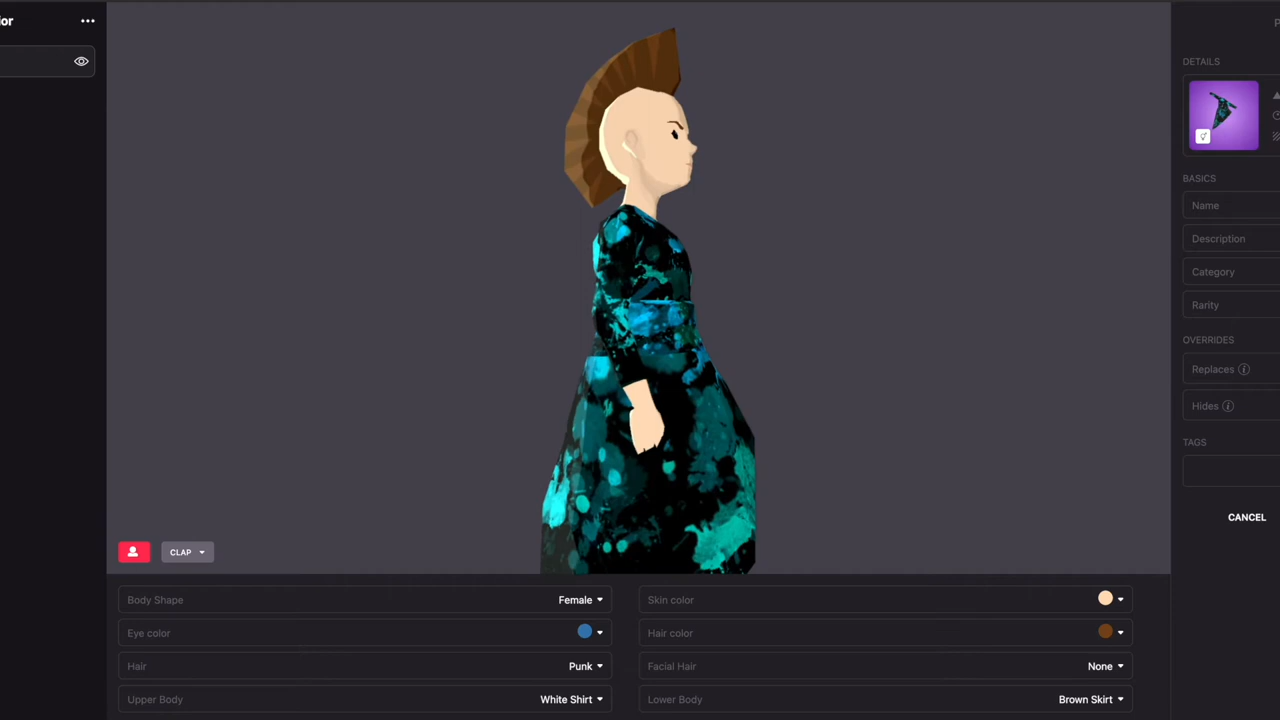 ior
DETAILS
BASICS
Name
Description
Category
Rarity
OVERRIDES
Replaces
Hides
TAGS
CANCEL
CLAP
Body Shape Female
Skin color
Eye color
Hair color
Hair Punk
Facial Hair None
Upper Body White Shirt
Lower Body Brown Skirt